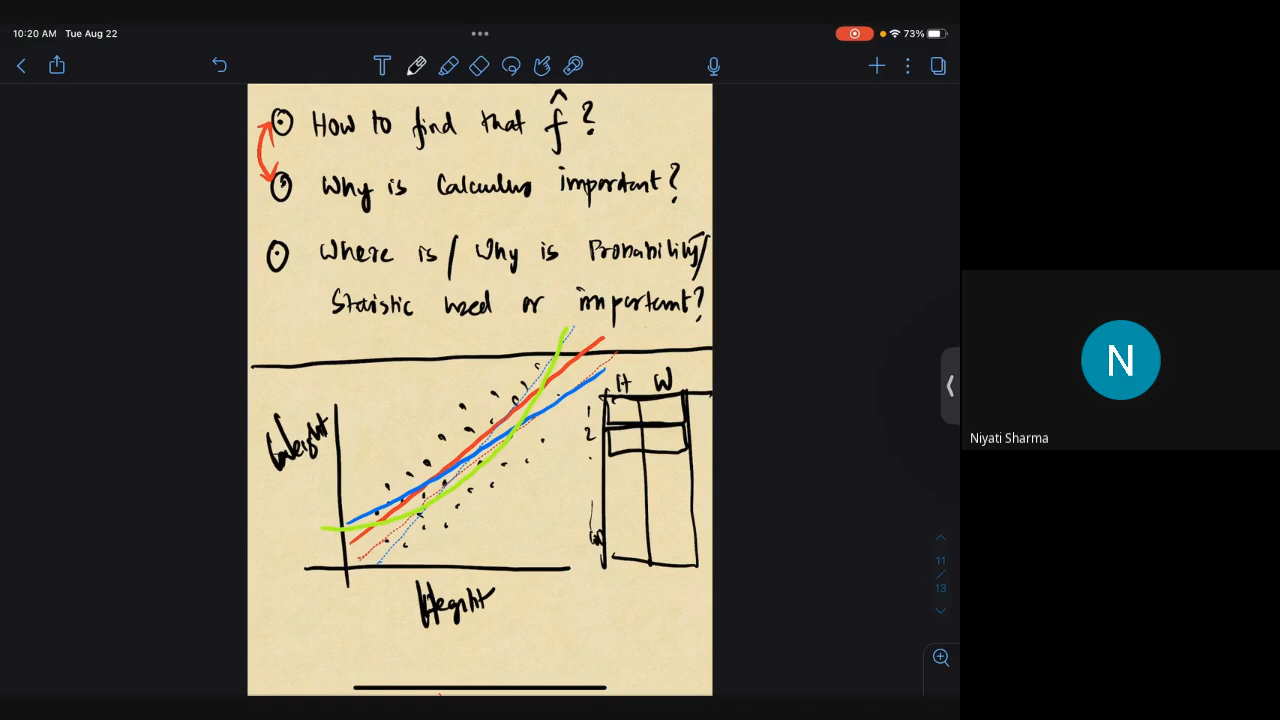 10:20 AM Tue Aug 22
73%
How to find that f̂ ?
Why is Calculus important?
Where is / Why is Probability/
Statistic used or important?
H W
1
2
Weight
Height
11
/
13
N
Niyati Sharma